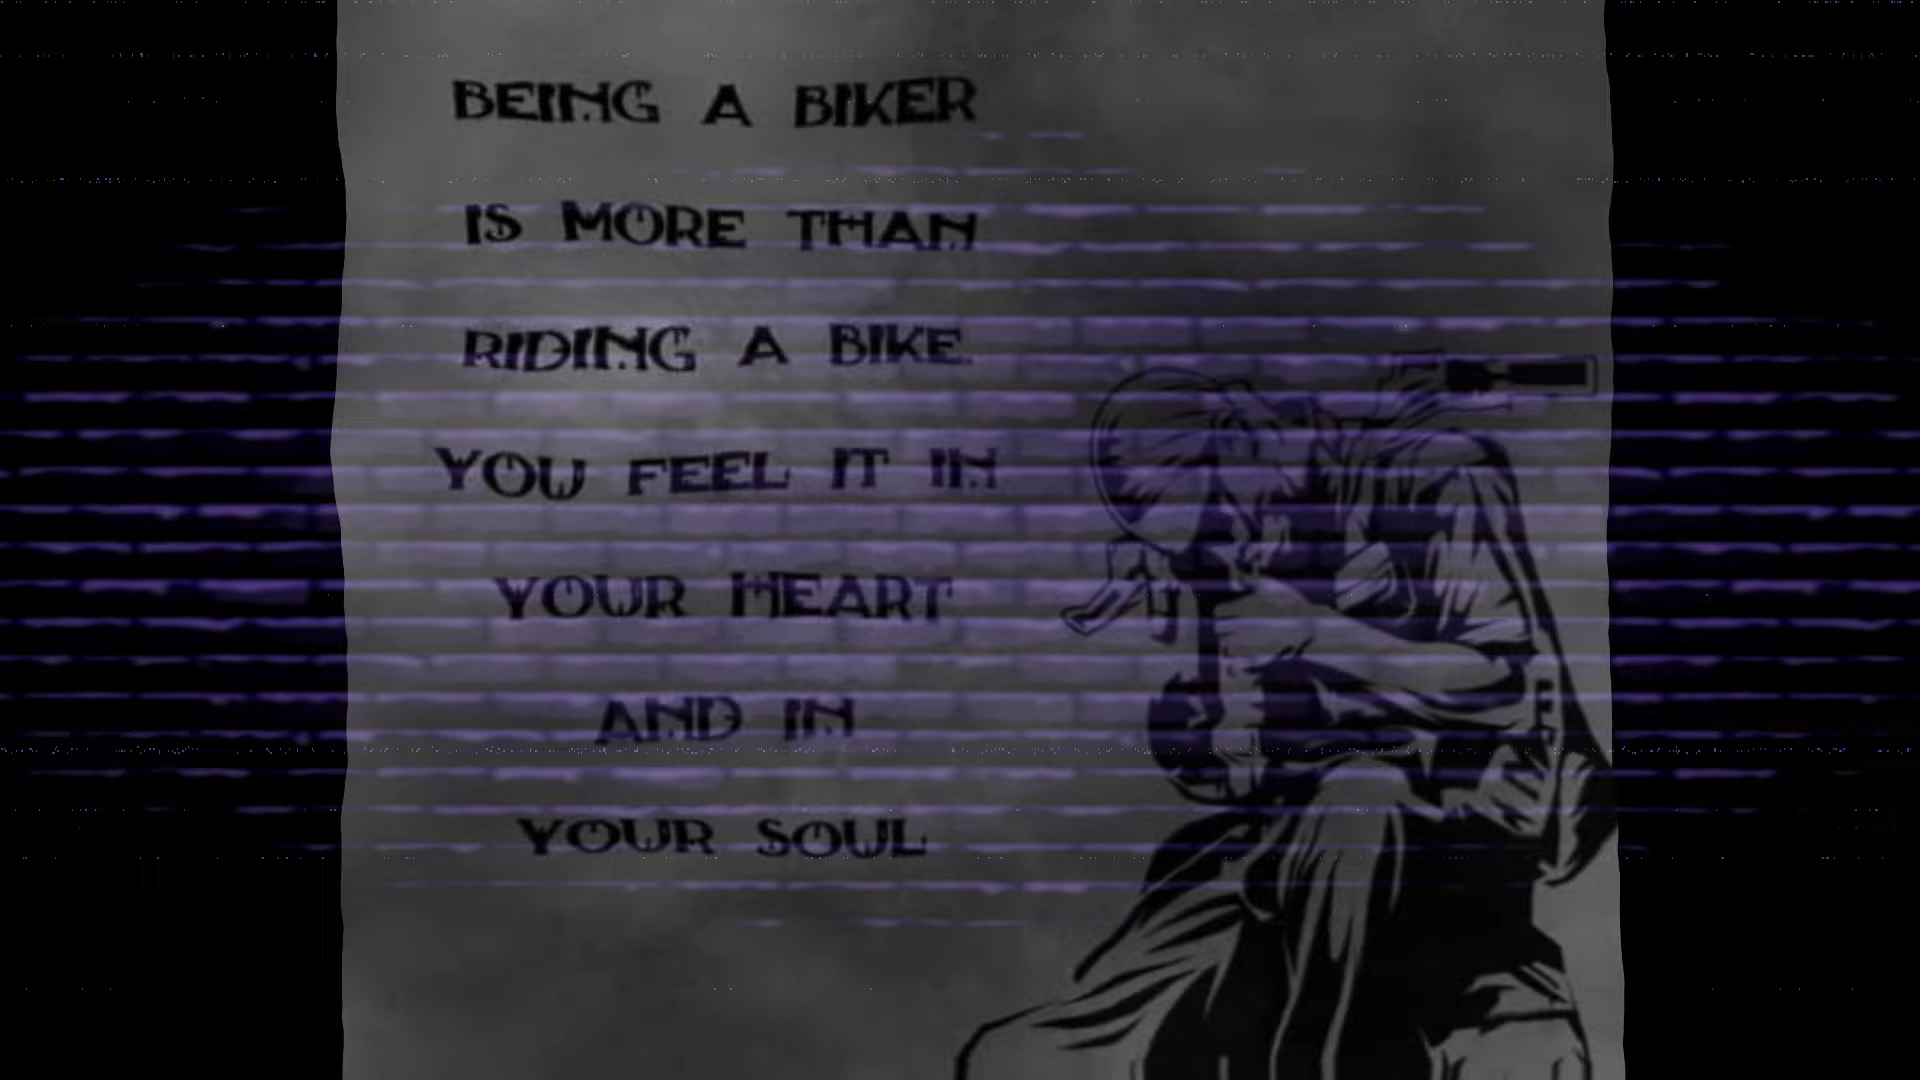 BEING A BIKER
IS MORE THAN
RIDING A BIKE.
YOU FEEL IT IN
YOUR HEART
AND IN
YOUR SOUL